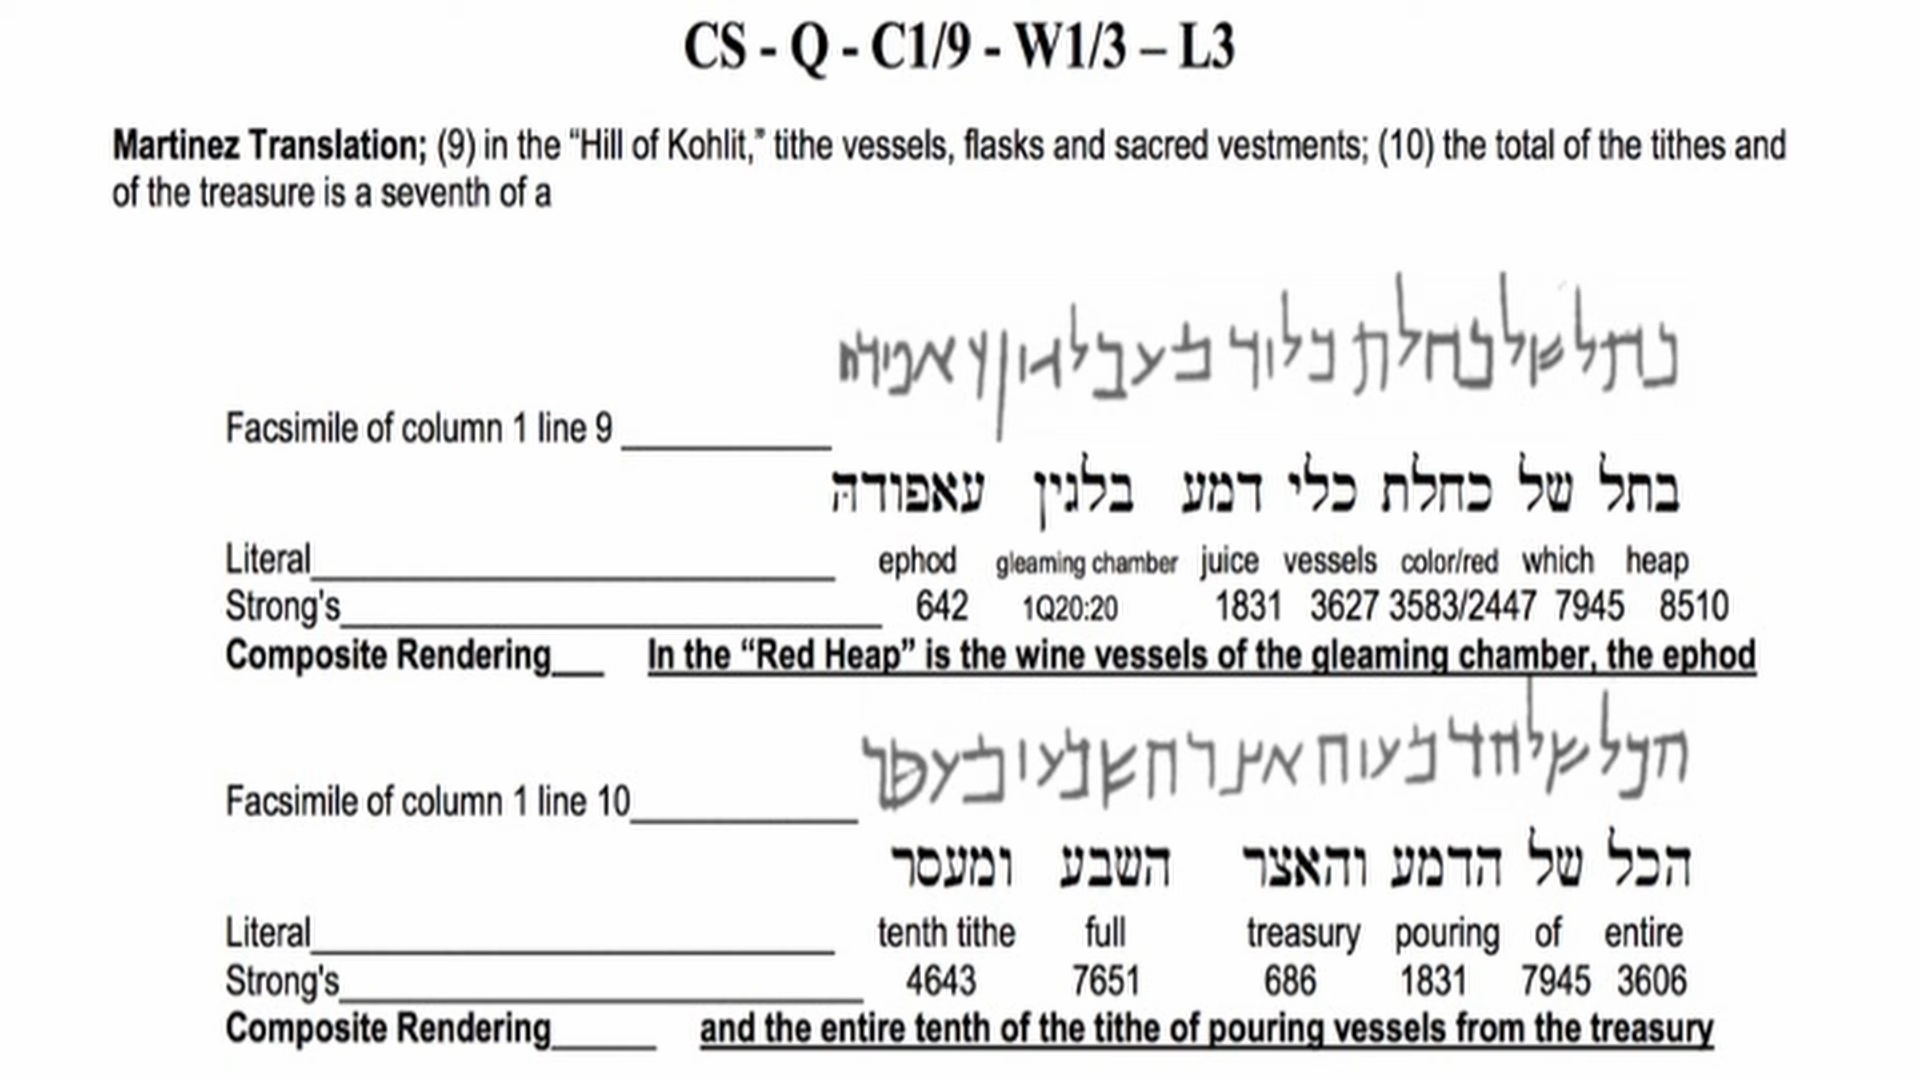 CS - Q - C1/9 - W1/3 – L3
Martinez Translation; (9) in the “Hill of Kohlit,” tithe vessels, flasks and sacred vestments; (10) the total of the tithes and
of the treasure is a seventh of a
Facsimile of column 1 line 9
בתל של כחלת כלי דמע בלגין עאפודה
Literal ephod gleaming chamber juice vessels color/red which heap
Strong's 642 1Q20:20 1831 3627 3583/2447 7945 8510
Composite Rendering In the “Red Heap” is the wine vessels of the gleaming chamber, the ephod
Facsimile of column 1 line 10
הכל של הדמע והאצר השבע ומעסר
Literal tenth tithe full treasury pouring of entire
Strong's 4643 7651 686 1831 7945 3606
Composite Rendering and the entire tenth of the tithe of pouring vessels from the treasury